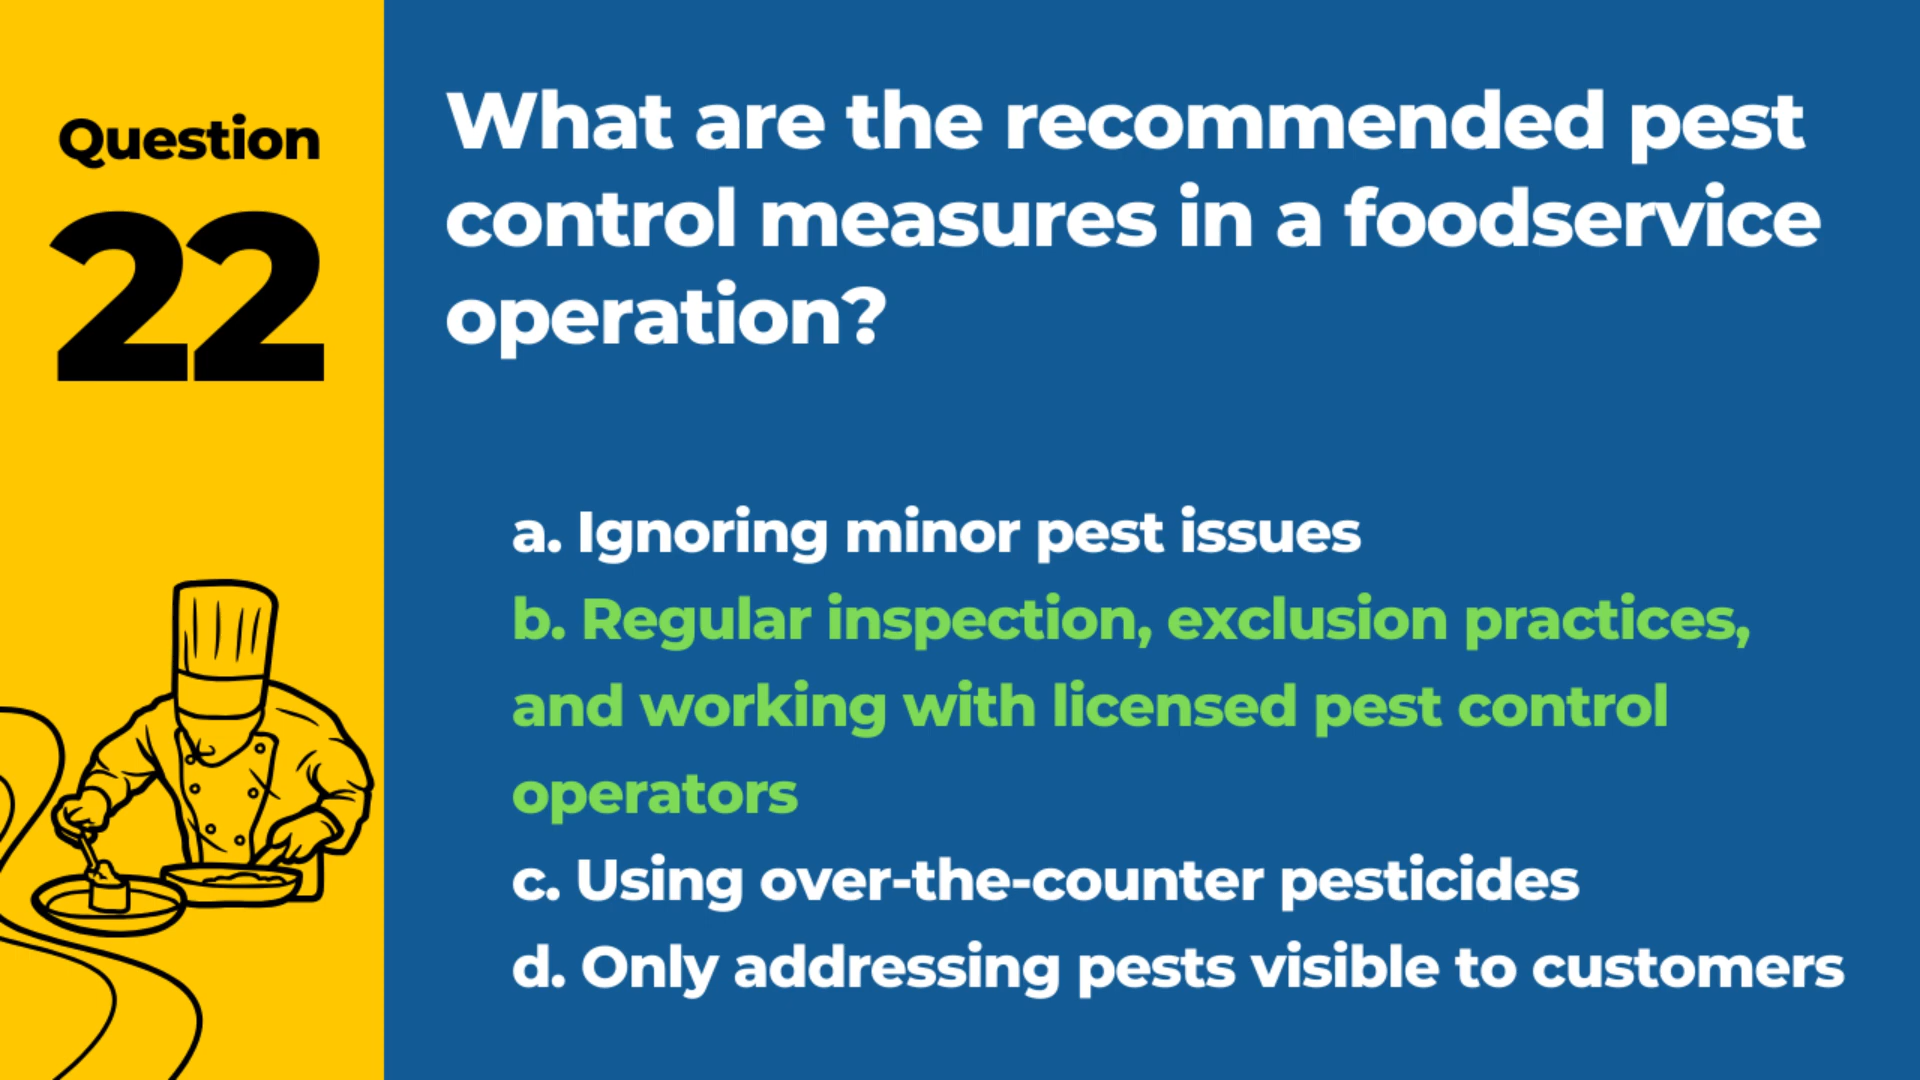 Question
22
What are the recommended pest
control measures in a foodservice
operation?
a. Ignoring minor pest issues
b. Regular inspection, exclusion practices,
and working with licensed pest control
operators
c. Using over-the-counter pesticides
d. Only addressing pests visible to customers